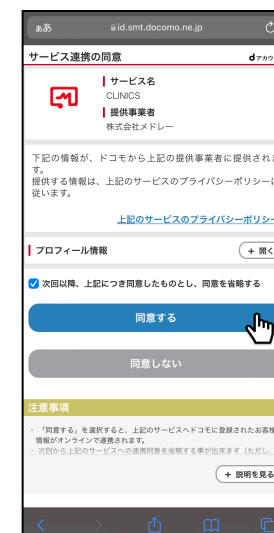 ああ id.smt.docomo.ne.jp
サービス連携の同意 dアカウ
サービス名
CLINICS
提供事業者
株式会社メドレー
下記の情報が、ドコモから上記の提供事業者に提供されま
す。
提供する情報は、上記のサービスのプライバシーポリシーに
従います。
上記のサービスのプライバシーポリシー
プロフィール情報 + 開く
次回以降、上記につき同意したものとし、同意を省略する
同意する
同意しない
注意事項
・ 「同意する」を選択すると、上記のサービスへドコモに登録されたお客様
情報がオンラインで連携されます。
・ 次回から上記のサービスへの連携同意を省略する事が出来ます（ただし、
+ 説明を見る